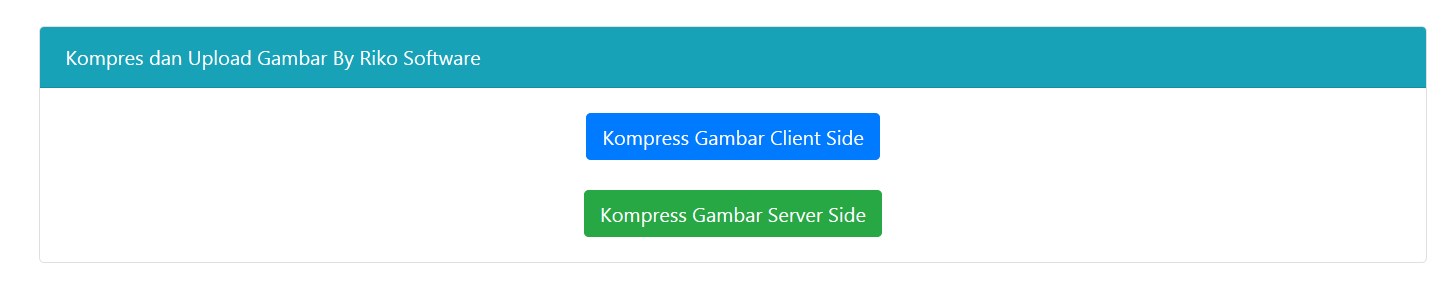 Kompres dan Upload Gambar By Riko Software
Kompress Gambar Client Side
Kompress Gambar Server Side